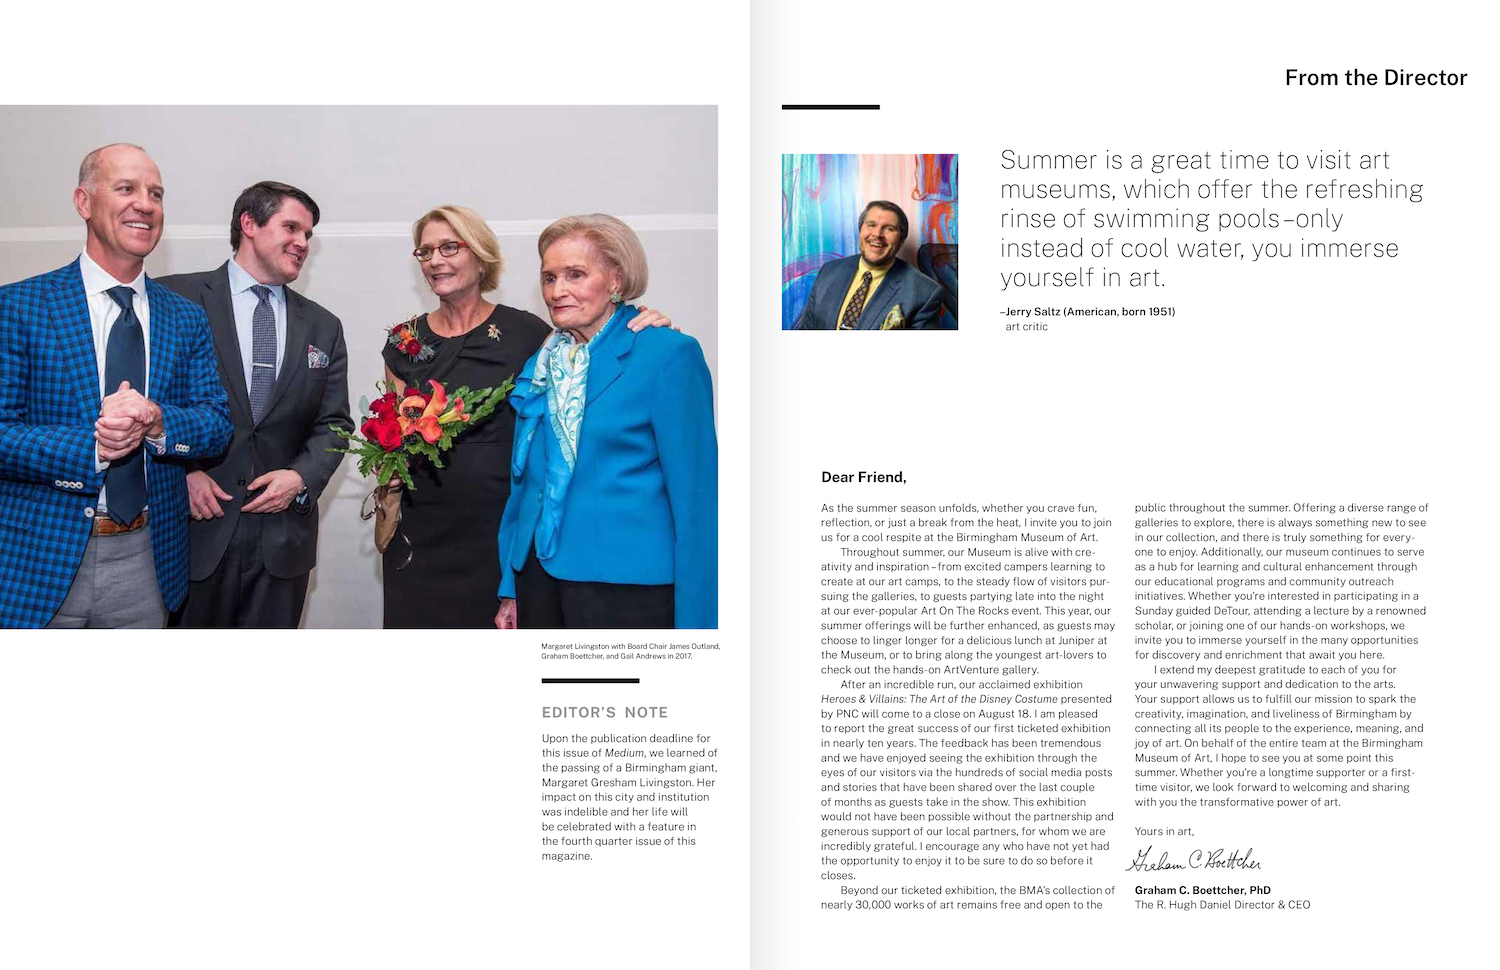 Margaret Livingston with Board Chair James Outland,
Graham Boettcher, and Gail Andrews in 2017.
EDITOR'S NOTE
Upon the publication deadline for
this issue of Medium, we learned of
the passing of a Birmingham giant,
Margaret Gresham Livingston. Her
impact on this city and institution
was indelible and her life will
be celebrated with a feature in
the fourth quarter issue of this
magazine.
From the Director
Summer is a great time to visit art
museums, which offer the refreshing
rinse of swimming pools–only
instead of cool water, you immerse
yourself in art.
–Jerry Saltz (American, born 1951)
art critic
Dear Friend,
As the summer season unfolds, whether you crave fun,
reflection, or just a break from the heat, I invite you to join
us for a cool respite at the Birmingham Museum of Art.
Throughout summer, our Museum is alive with cre-
ativity and inspiration–from excited campers learning to
create at our art camps, to the steady flow of visitors pur-
suing the galleries, to guests partying late into the night
at our ever-popular Art On The Rocks event. This year, our
summer offerings will be further enhanced, as guests may
choose to linger longer for a delicious lunch at Juniper at
the Museum, or to bring along the youngest art-lovers to
check out the hands-on ArtVenture gallery.
After an incredible run, our acclaimed exhibition
Heroes & Villains: The Art of the Disney Costume presented
by PNC will come to a close on August 18. I am pleased
to report the great success of our first ticketed exhibition
in nearly ten years. The feedback has been tremendous
and we have enjoyed seeing the exhibition through the
eyes of our visitors via the hundreds of social media posts
and stories that have been shared over the last couple
of months as guests take in the show. This exhibition
would not have been possible without the partnership and
generous support of our local partners, for whom we are
incredibly grateful. I encourage any who have not yet had
the opportunity to enjoy it to be sure to do so before it
closes.
Beyond our ticketed exhibition, the BMA's collection of
nearly 30,000 works of art remains free and open to the
public throughout the summer. Offering a diverse range of
galleries to explore, there is always something new to see
in our collection, and there is truly something for every-
one to enjoy. Additionally, our museum continues to serve
as a hub for learning and cultural enhancement through
our educational programs and community outreach
initiatives. Whether you're interested in participating in a
Sunday guided DeTour, attending a lecture by a renowned
scholar, or joining one of our hands-on workshops, we
invite you to immerse yourself in the many opportunities
for discovery and enrichment that await you here.
I extend my deepest gratitude to each of you for
your unwavering support and dedication to the arts.
Your support allows us to fulfill our mission to spark the
creativity, imagination, and liveliness of Birmingham by
connecting all its people to the experience, meaning, and
joy of art. On behalf of the entire team at the Birmingham
Museum of Art, I hope to see you at some point this
summer. Whether you're a longtime supporter or a first-
time visitor, we look forward to welcoming and sharing
with you the transformative power of art.
Yours in art,
Graham C. Boettcher
Graham C. Boettcher, PhD
The R. Hugh Daniel Director & CEO